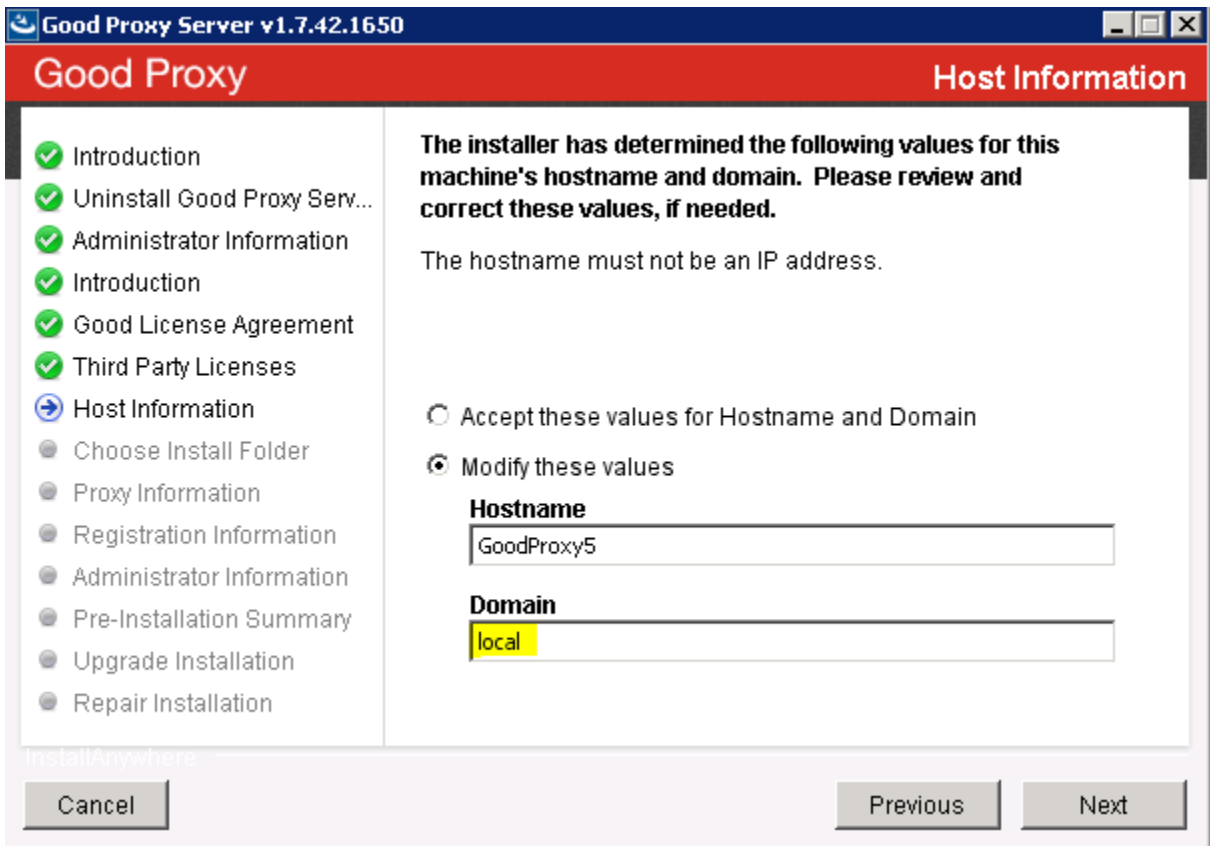 Good Proxy Server v1.7.42.1650
Good Proxy
Host Information
Introduction
Uninstall Good Proxy Serv...
Administrator Information
Introduction
Good License Agreement
Third Party Licenses
Host Information
Choose Install Folder
Proxy Information
Registration Information
Administrator Information
Pre-Installation Summary
Upgrade Installation
Repair Installation
The installer has determined the following values for this
machine's hostname and domain.  Please review and
correct these values, if needed.
The hostname must not be an IP address.
Accept these values for Hostname and Domain
Modify these values
Hostname
GoodProxy5
Domain
local
InstallAnywhere
Cancel
Previous
Next